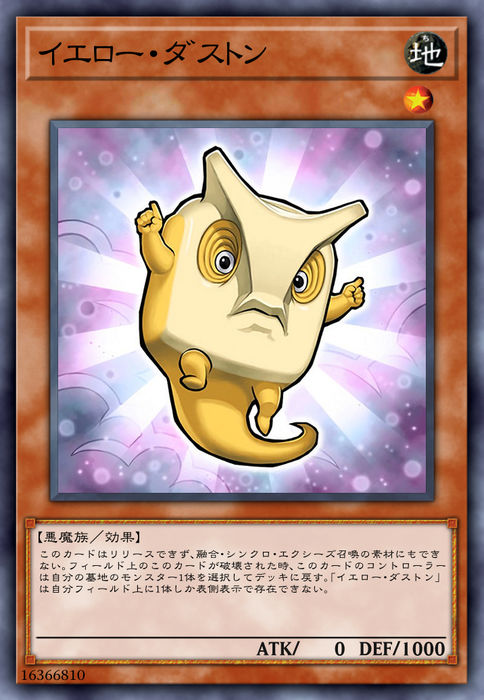 イエロー・ダストン
ち
地
【悪魔族／効果】
このカードはリリースできず、融合・シンクロ・エクシーズ召喚の素材にもでき
ない。フィールド上のこのカードが破壊された時、このカードのコントローラー
は自分の墓地のモンスター1体を選択してデッキに戻す。「イエロー・ダストン」
は自分フィールド上に1体しか表側表示で存在できない。
ATK/ 0 DEF/1000
16366810